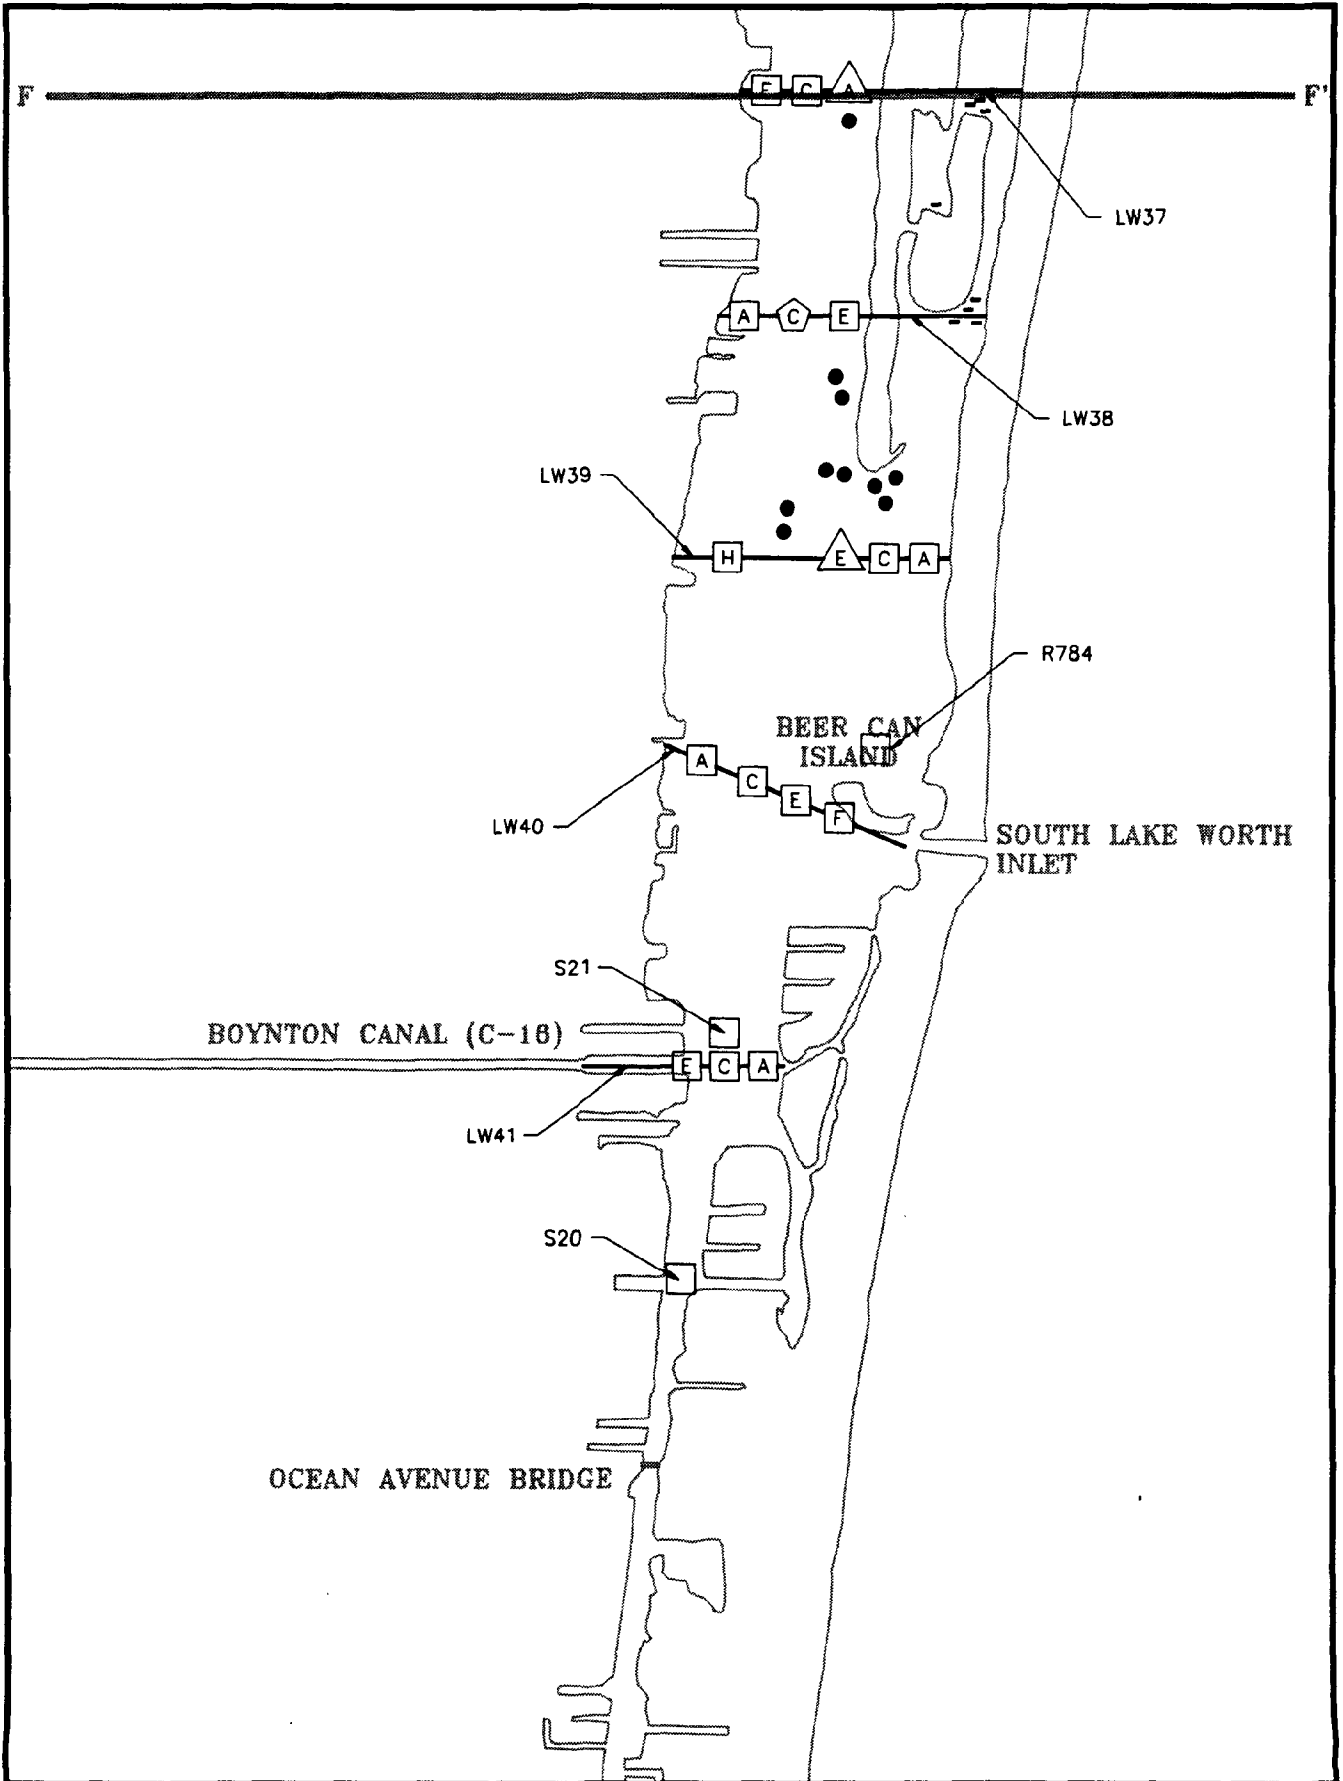 F E C A F'
LW37
A C E
LW38
LW39
H E C A
R784
BEER CAN
ISLAND
A
C
E
F
LW40
SOUTH LAKE WORTH
INLET
S21
BOYNTON CANAL (C-16)
E C A
LW41
S20
OCEAN AVENUE BRIDGE